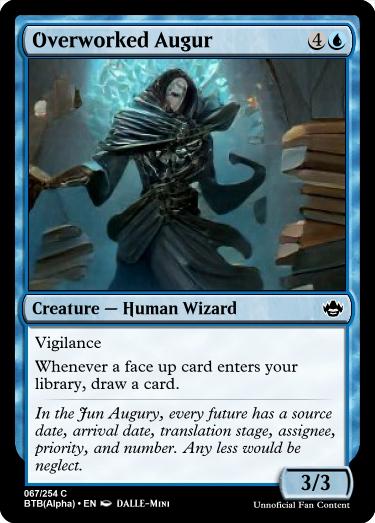 Overworked Augur 4
Creature — Human Wizard
Vigilance
Whenever a face up card enters your
library, draw a card.
In the Jun Augury, every future has a source
date, arrival date, translation stage, assignee,
priority, and number. Any less would be
neglect.
3/3
067/254 C
BTB(Alpha) • EN DALLE-Mini
Unnoficial Fan Content